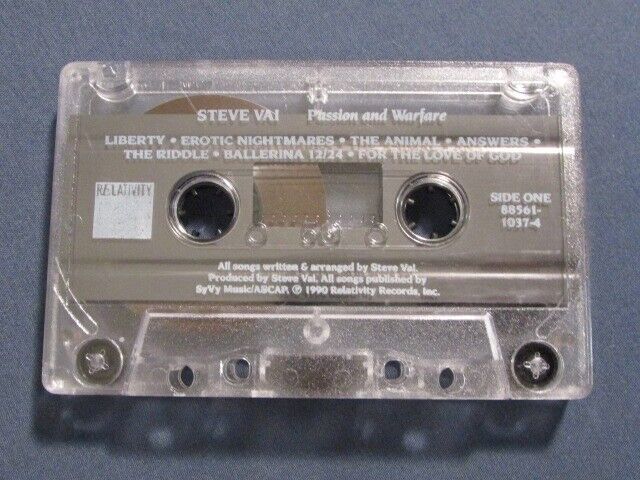 STEVE VAI Passion and Warfare
LIBERTY • EROTIC NIGHTMARES • THE ANIMAL • ANSWERS •
THE RIDDLE • BALLERINA 12/24 • FOR THE LOVE OF GOD
RELATIVITY
SIDE ONE
88561-
1037-4
All songs written & arranged by Steve Vai.
Produced by Steve Vai. All songs published by
SyVy Music/ASCAP. ℗ 1990 Relativity Records, Inc.